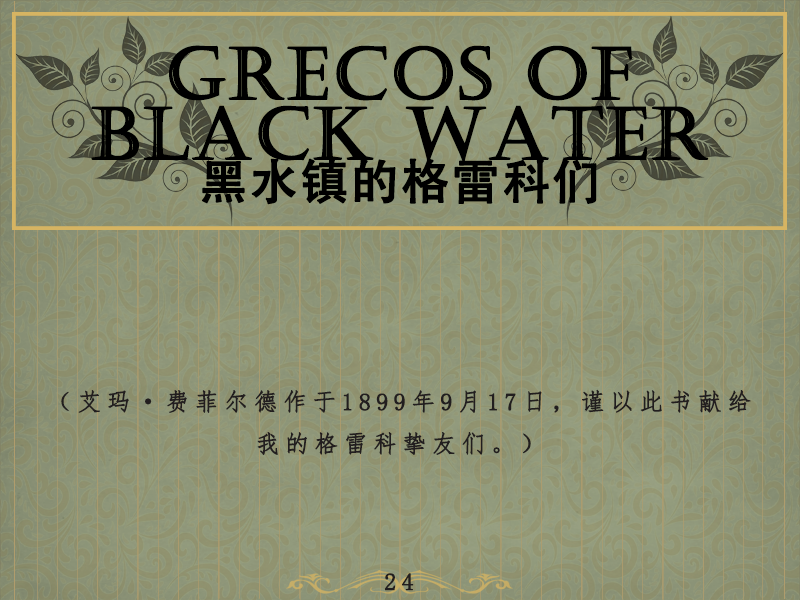 GRECOS OF
BLACK WATER
黑水镇的格雷科们
（艾玛·费菲尔德作于1899年9月17日，谨以此书献给
我的格雷科挚友们。）
24